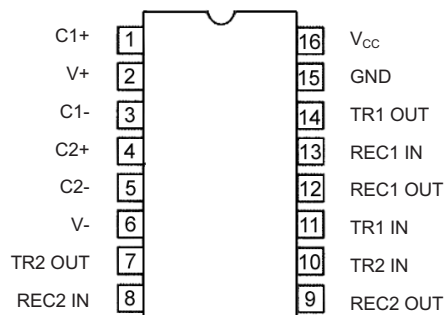 C1+ 1 16 V_CC
V+ 2 15 GND
C1- 3 14 TR1 OUT
C2+ 4 13 REC1 IN
C2- 5 12 REC1 OUT
V- 6 11 TR1 IN
TR2 OUT 7 10 TR2 IN
REC2 IN 8 9 REC2 OUT